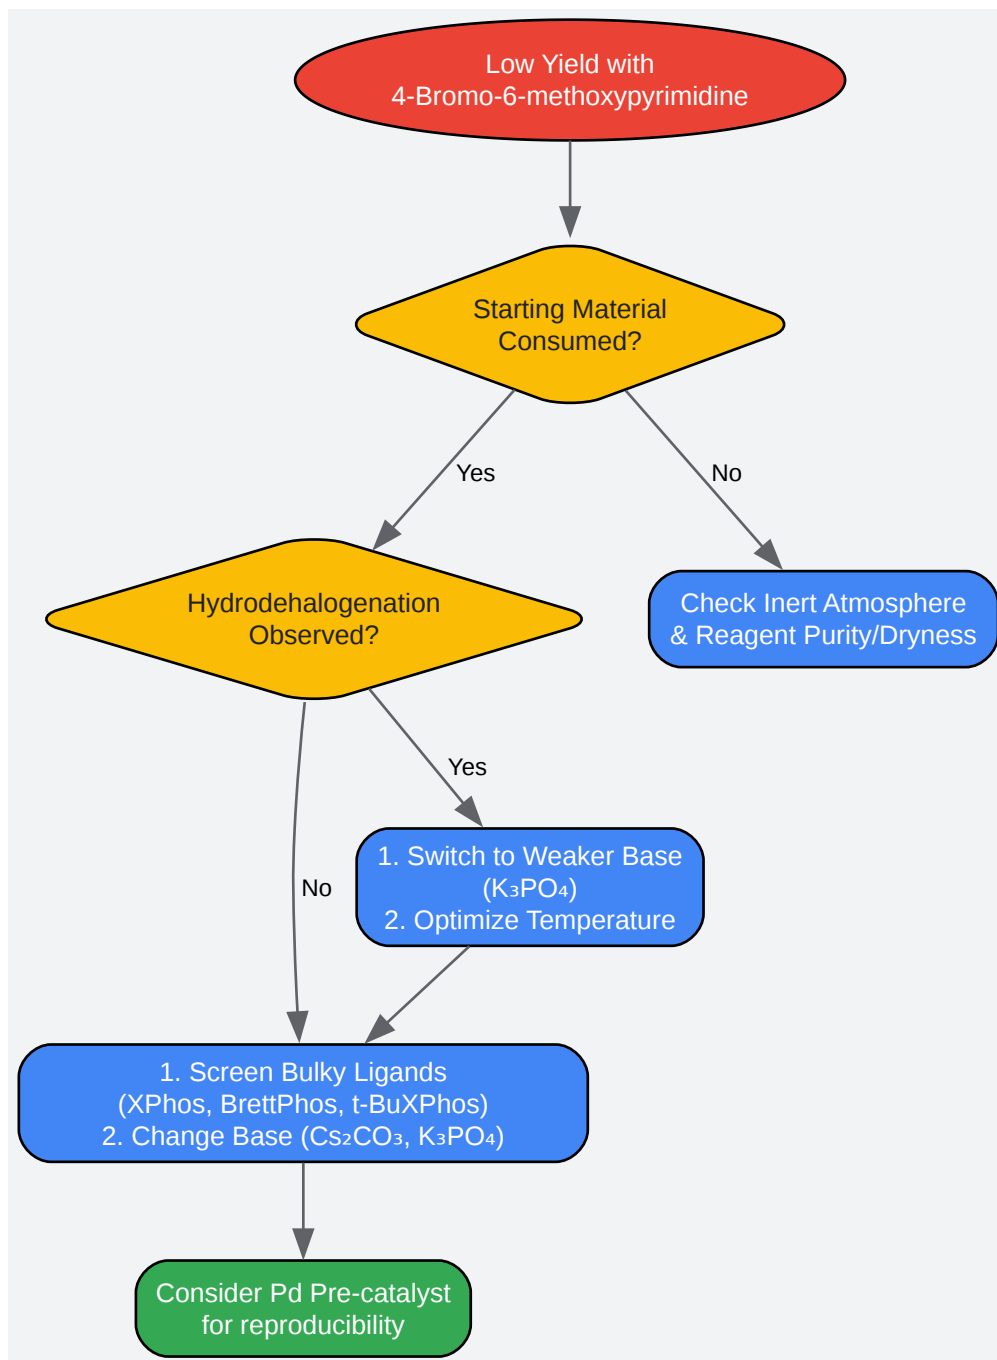 Low Yield with
4-Bromo-6-methoxypyrimidine
Starting Material
Consumed?
Yes
No
Hydrodehalogenation
Observed?
Check Inert Atmosphere
& Reagent Purity/Dryness
Yes
No
1. Switch to Weaker Base
(K₃PO₄)
2. Optimize Temperature
1. Screen Bulky Ligands
(XPhos, BrettPhos, t-BuXPhos)
2. Change Base (Cs₂CO₃, K₃PO₄)
Consider Pd Pre-catalyst
for reproducibility